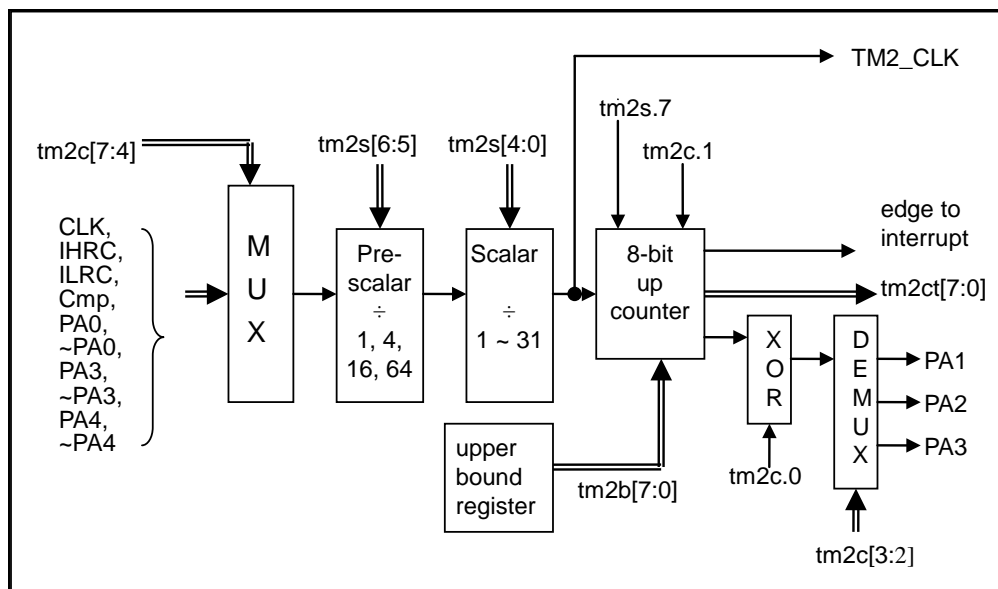 TM2_CLK
tm2s.7
tm2c[7:4]
tm2s[6:5]
tm2s[4:0]
tm2c.1
CLK,
IHRC,
ILRC,
Cmp,
PA0,
~PA0,
PA3,
~PA3,
PA4,
~PA4
M
U
X
Pre-
scalar
÷
1, 4,
16, 64
Scalar
÷
1 ~ 31
8-bit
up
counter
edge to
interrupt
tm2ct[7:0]
X
O
R
D
E
M
U
X
PA1
PA2
PA3
upper
bound
register
tm2b[7:0]
tm2c.0
tm2c[3:2]